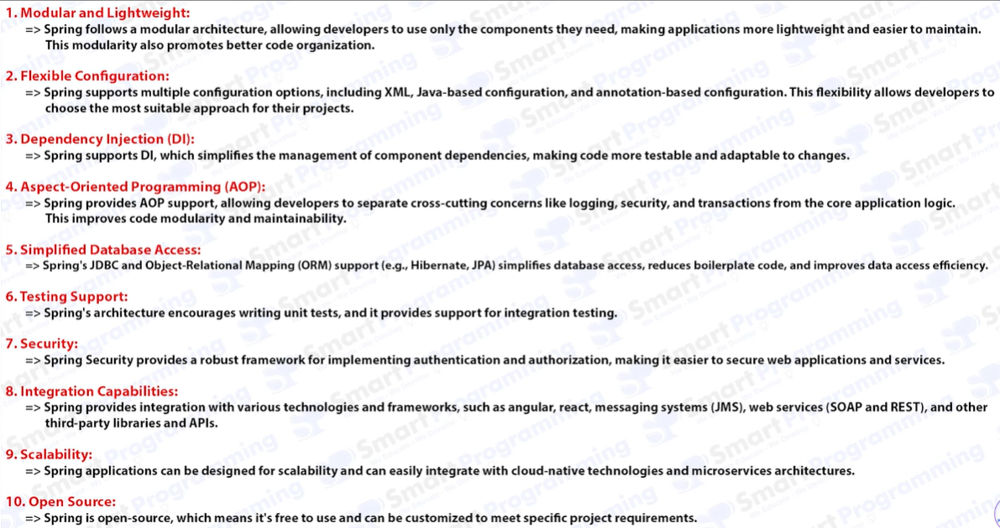 1. Modular and Lightweight:
=> Spring follows a modular architecture, allowing developers to use only the components they need, making applications more lightweight and easier to maintain.
This modularity also promotes better code organization.
2. Flexible Configuration:
=> Spring supports multiple configuration options, including XML, Java-based configuration, and annotation-based configuration. This flexibility allows developers to
choose the most suitable approach for their projects.
3. Dependency Injection (DI):
=> Spring supports DI, which simplifies the management of component dependencies, making code more testable and adaptable to changes.
4. Aspect-Oriented Programming (AOP):
=> Spring provides AOP support, allowing developers to separate cross-cutting concerns like logging, security, and transactions from the core application logic.
This improves code modularity and maintainability.
5. Simplified Database Access:
=> Spring's JDBC and Object-Relational Mapping (ORM) support (e.g., Hibernate, JPA) simplifies database access, reduces boilerplate code, and improves data access efficiency.
6. Testing Support:
=> Spring's architecture encourages writing unit tests, and it provides support for integration testing.
7. Security:
=> Spring Security provides a robust framework for implementing authentication and authorization, making it easier to secure web applications and services.
8. Integration Capabilities:
=> Spring provides integration with various technologies and frameworks, such as angular, react, messaging systems (JMS), web services (SOAP and REST), and other
third-party libraries and APIs.
9. Scalability:
=> Spring applications can be designed for scalability and can easily integrate with cloud-native technologies and microservices architectures.
10. Open Source:
=> Spring is open-source, which means it's free to use and can be customized to meet specific project requirements.
Smart Programming